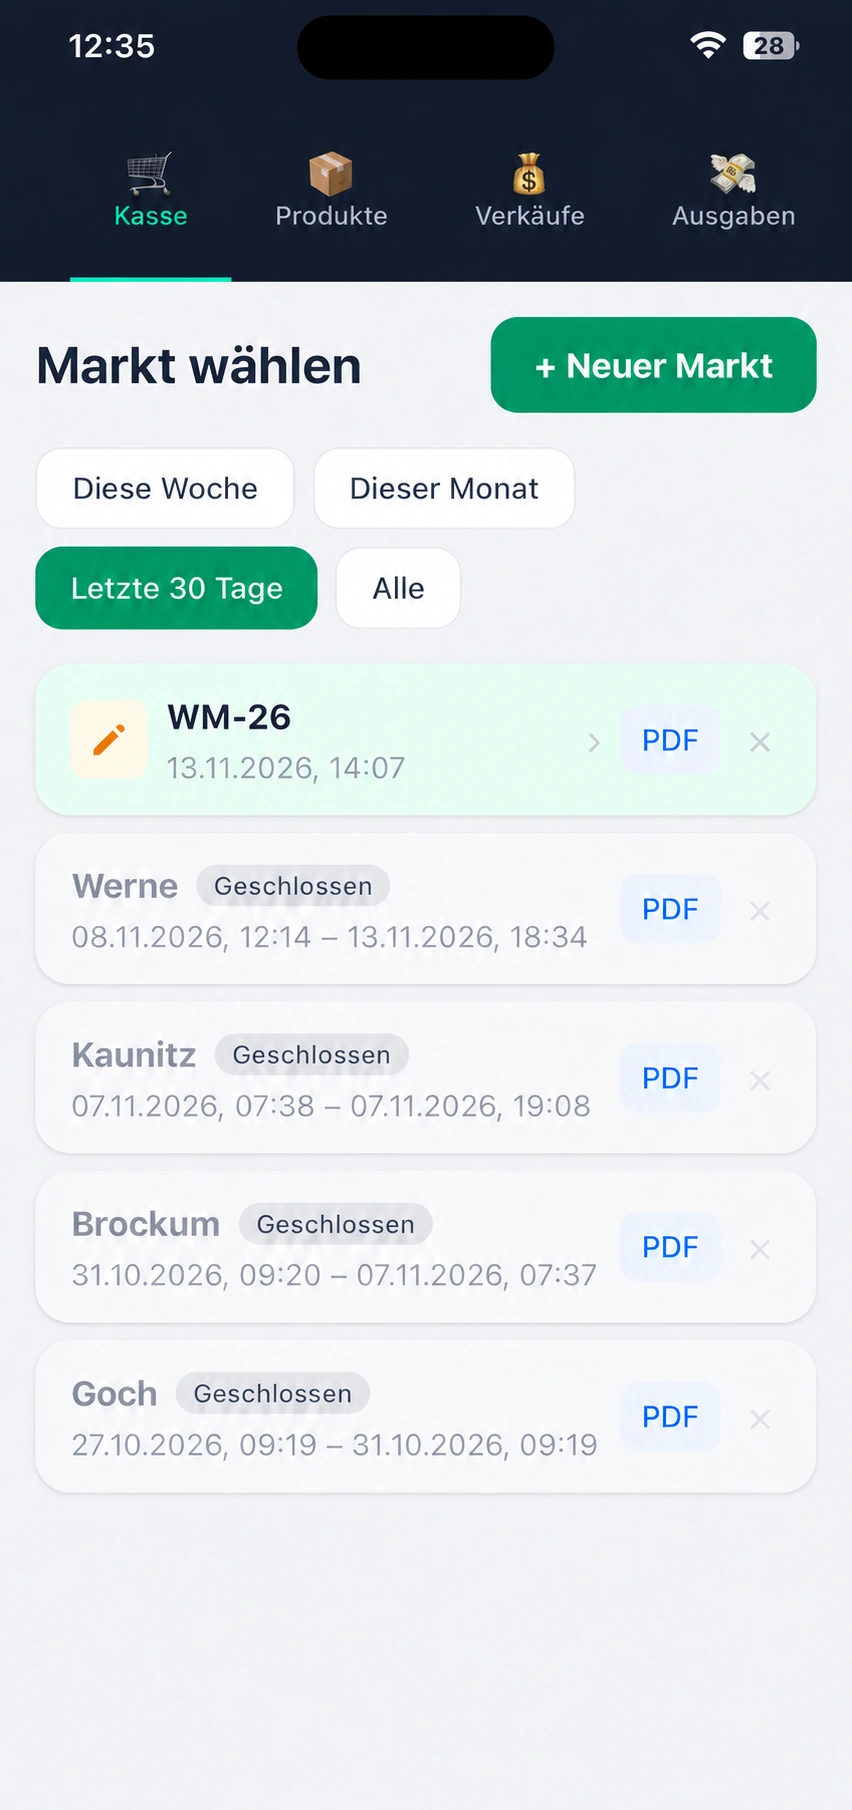 12:35
28
Kasse
Produkte
Verkäufe
Ausgaben
Markt wählen
+ Neuer Markt
Diese Woche
Dieser Monat
Letzte 30 Tage
Alle
WM-26
13.11.2026, 14:07
PDF
Werne Geschlossen
08.11.2026, 12:14 – 13.11.2026, 18:34
PDF
Kaunitz Geschlossen
07.11.2026, 07:38 – 07.11.2026, 19:08
PDF
Brockum Geschlossen
31.10.2026, 09:20 – 07.11.2026, 07:37
PDF
Goch Geschlossen
27.10.2026, 09:19 – 31.10.2026, 09:19
PDF